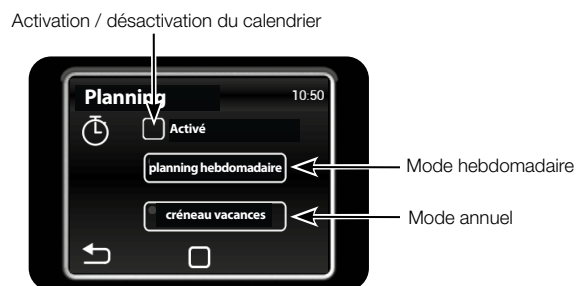 Activation / désactivation du calendrier
Planning
10:50
Activé
planning hebdomadaire
Mode hebdomadaire
créneau vacances
Mode annuel